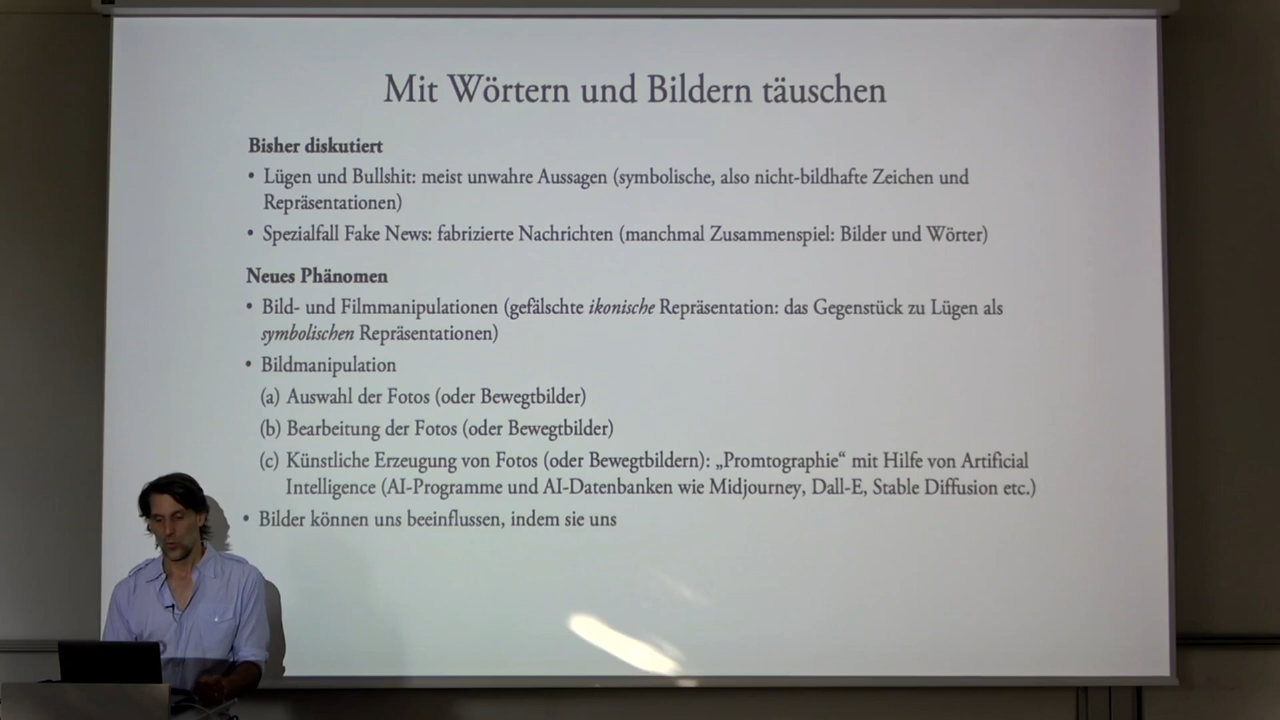 Mit Wörtern und Bildern täuschen
Bisher diskutiert
• Lügen und Bullshit: meist unwahre Aussagen (symbolische, also nicht-bildhafte Zeichen und
Repräsentationen)
• Spezialfall Fake News: fabrizierte Nachrichten (manchmal Zusammenspiel: Bilder und Wörter)
Neues Phänomen
• Bild- und Filmmanipulationen (gefälschte ikonische Repräsentation: das Gegenstück zu Lügen als
symbolischen Repräsentationen)
• Bildmanipulation
(a) Auswahl der Fotos (oder Bewegtbilder)
(b) Bearbeitung der Fotos (oder Bewegtbilder)
(c) Künstliche Erzeugung von Fotos (oder Bewegtbildern): „Promtographie“ mit Hilfe von Artificial
Intelligence (AI-Programme und AI-Datenbanken wie Midjourney, Dall-E, Stable Diffusion etc.)
• Bilder können uns beeinflussen, indem sie uns